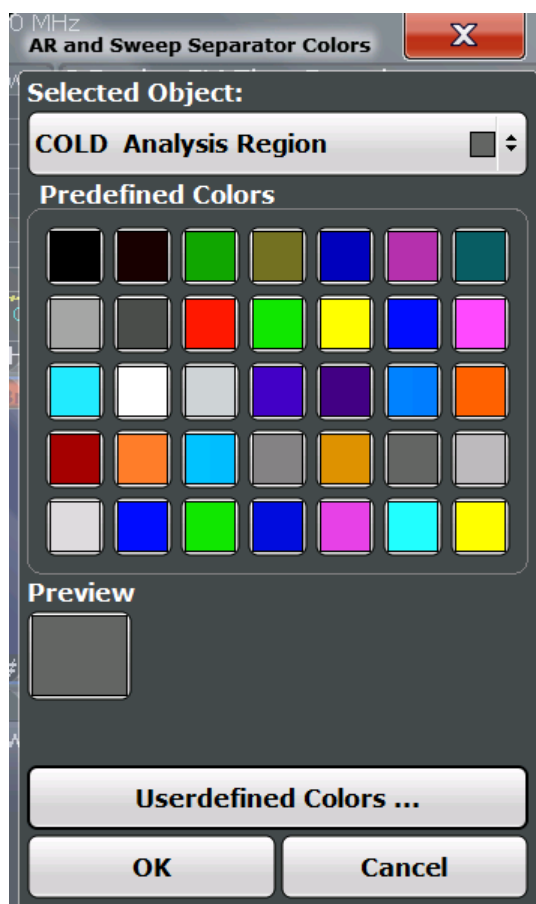 0 MHz
AR and Sweep Separator Colors
X
Selected Object:
COLD Analysis Region
Predefined Colors
Preview
Userdefined Colors ...
OK
Cancel